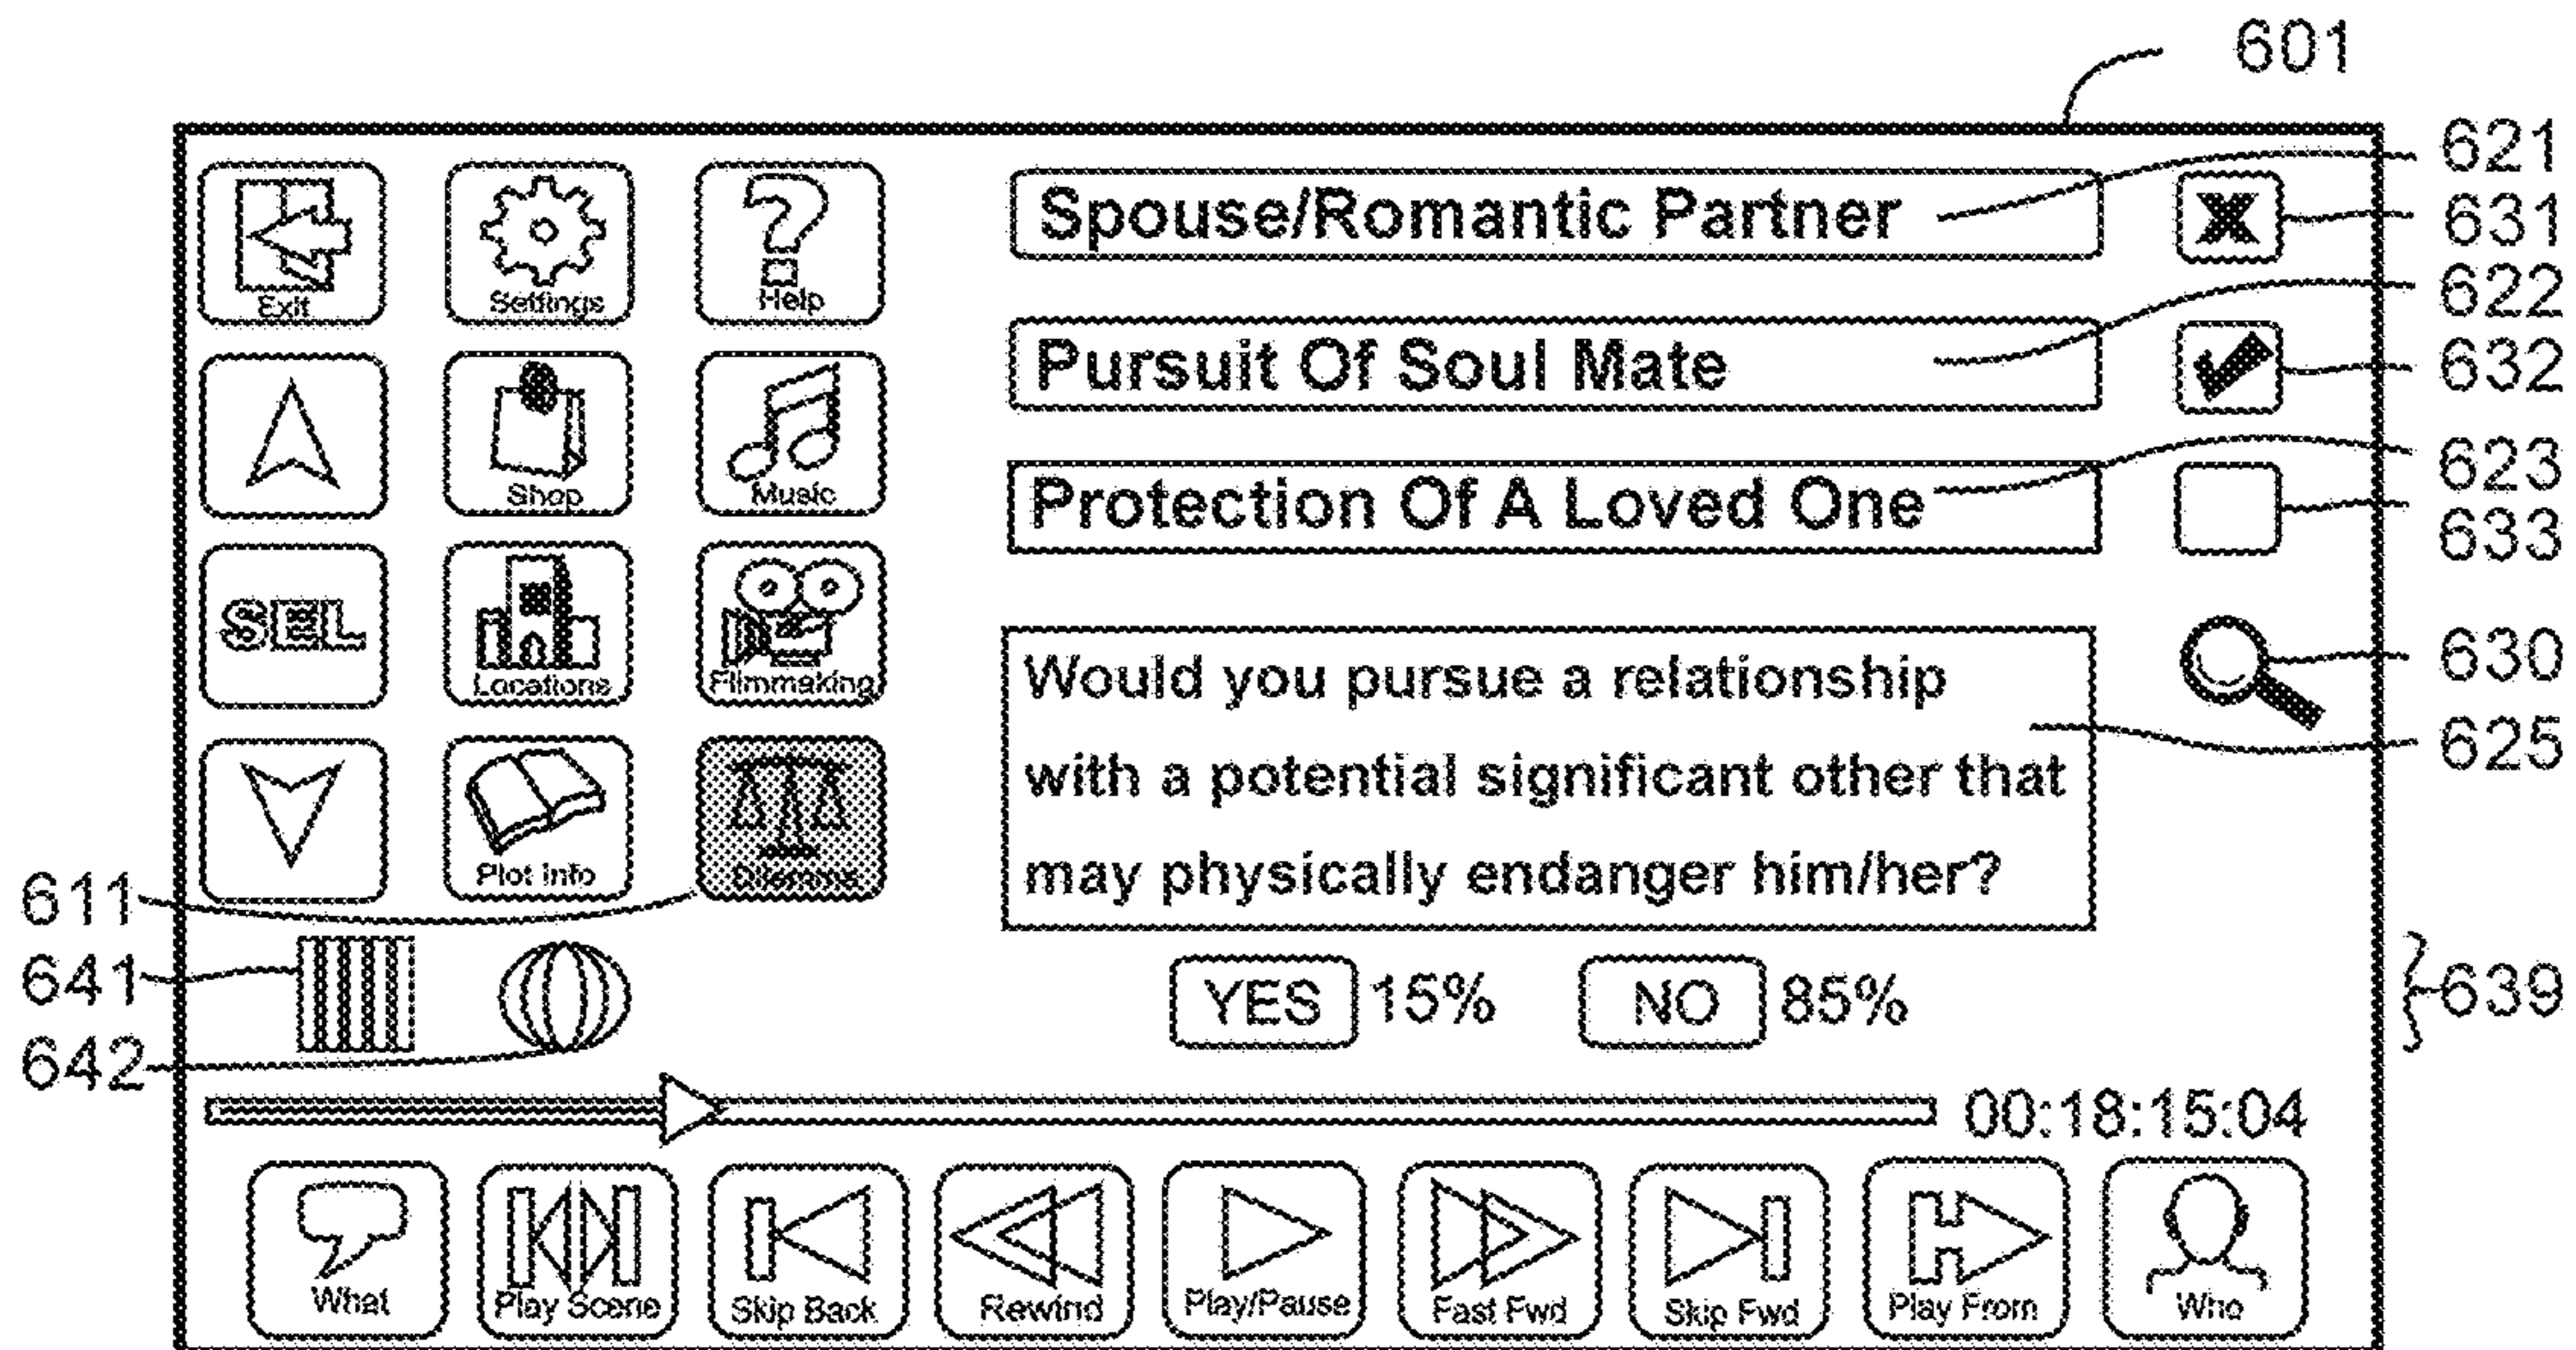 601
621
Spouse/Romantic Partner
X
631
Exit
Settings
Help
622
Pursuit Of Soul Mate
632
Shop
Music
623
Protection Of A Loved One
633
SEL
Locations
Filmmaking
Would you pursue a relationship
630
with a potential significant other that
625
may physically endanger him/her?
Plot Info
Dilemma
611
641
YES 15% NO 85%
639
642
00:18:15:04
What
Play Scene
Skip Back
Rewind
Play/Pause
Fast Fwd
Skip Fwd
Play From
Who